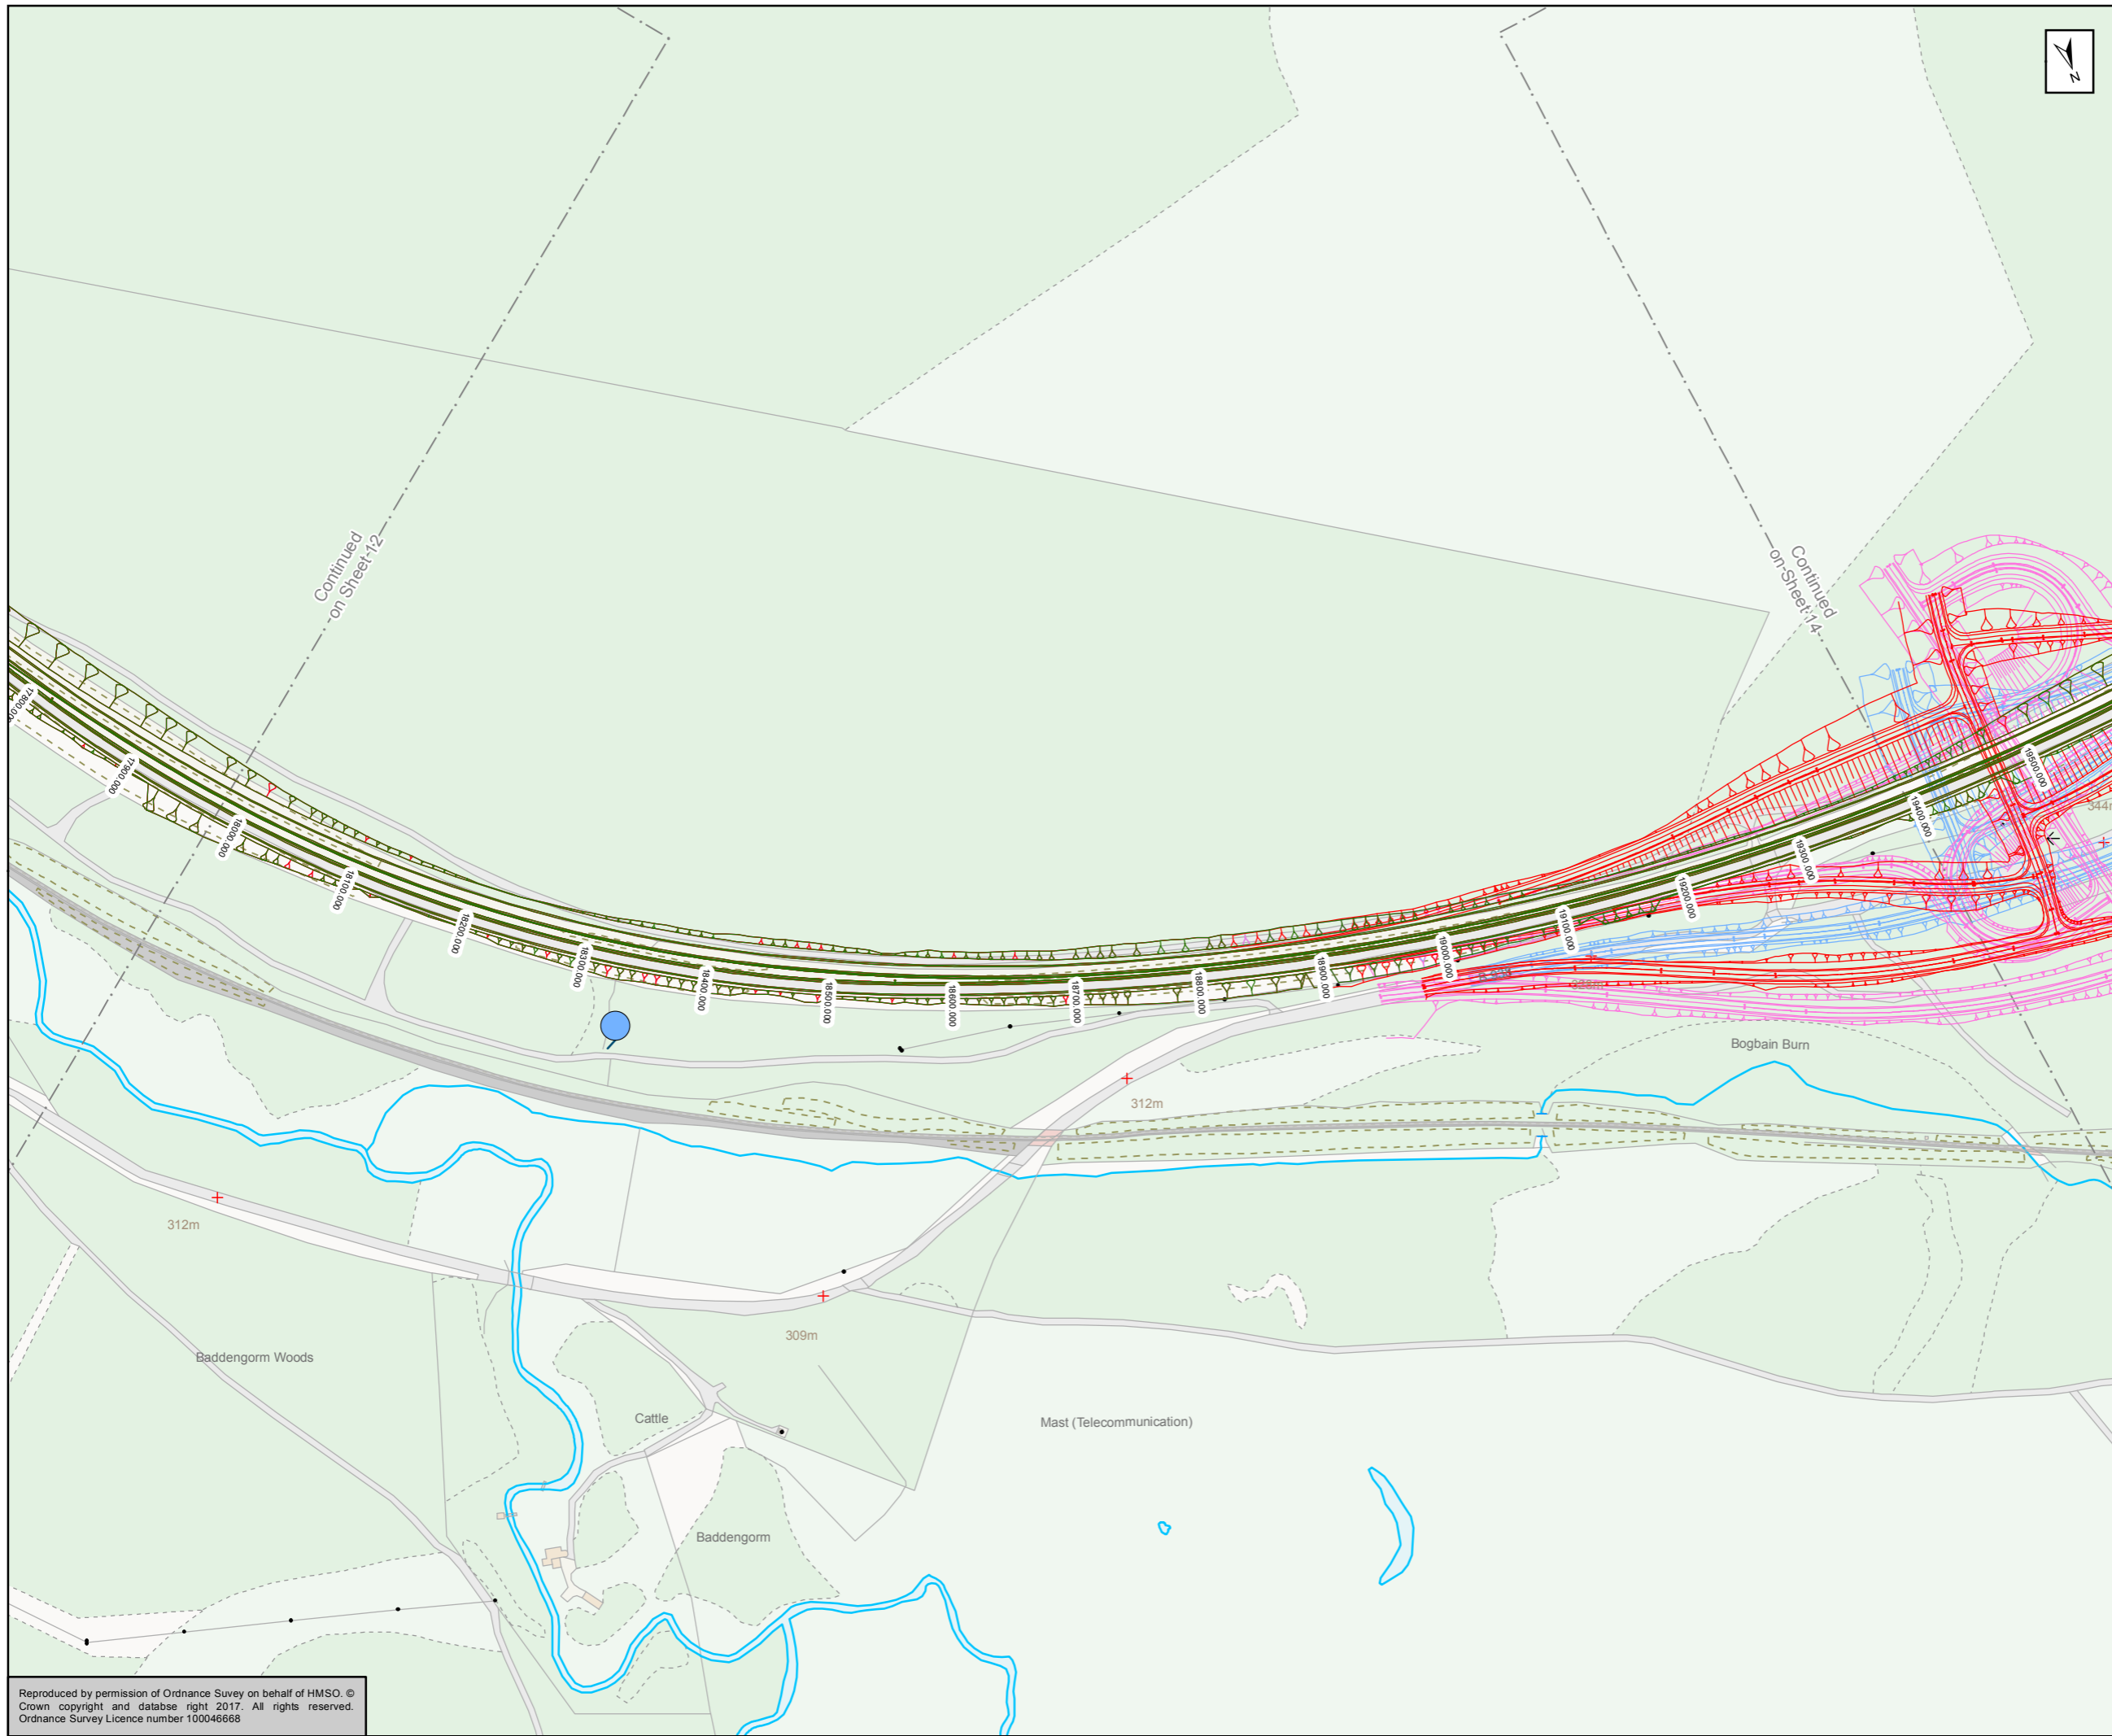 N
Continued
on Sheet 12
Continued
on Sheet 14
17800.000
17900.000
18000.000
18100.000
18200.000
18300.000
18400.000
18500.000
18600.000
18700.000
18800.000
18900.000
19000.000
19100.000
19200.000
19300.000
19400.000
19500.000
344m
Bogbain Burn
312m
312m
309m
Baddengorm Woods
Cattle
Mast (Telecommunication)
Baddengorm
Reproduced by permission of Ordnance Suvey on behalf of HMSO. ©
Crown copyright and databse right 2017. All rights reserved.
Ordnance Survey Licence number 100046668